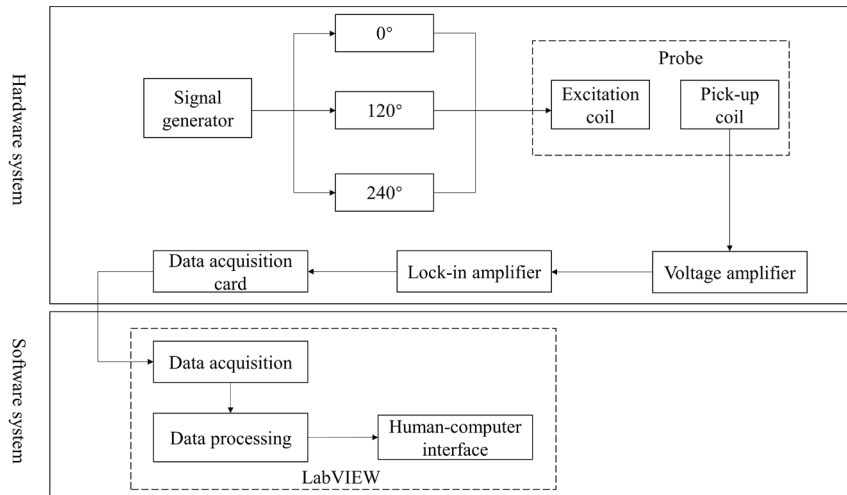 Hardware system
0°
Signal
generator
120°
240°
Probe
Excitation
coil
Pick-up
coil
Data acquisition
card
Lock-in amplifier
Voltage amplifier
Software system
Data acquisition
Data processing
Human-computer
interface
LabVIEW